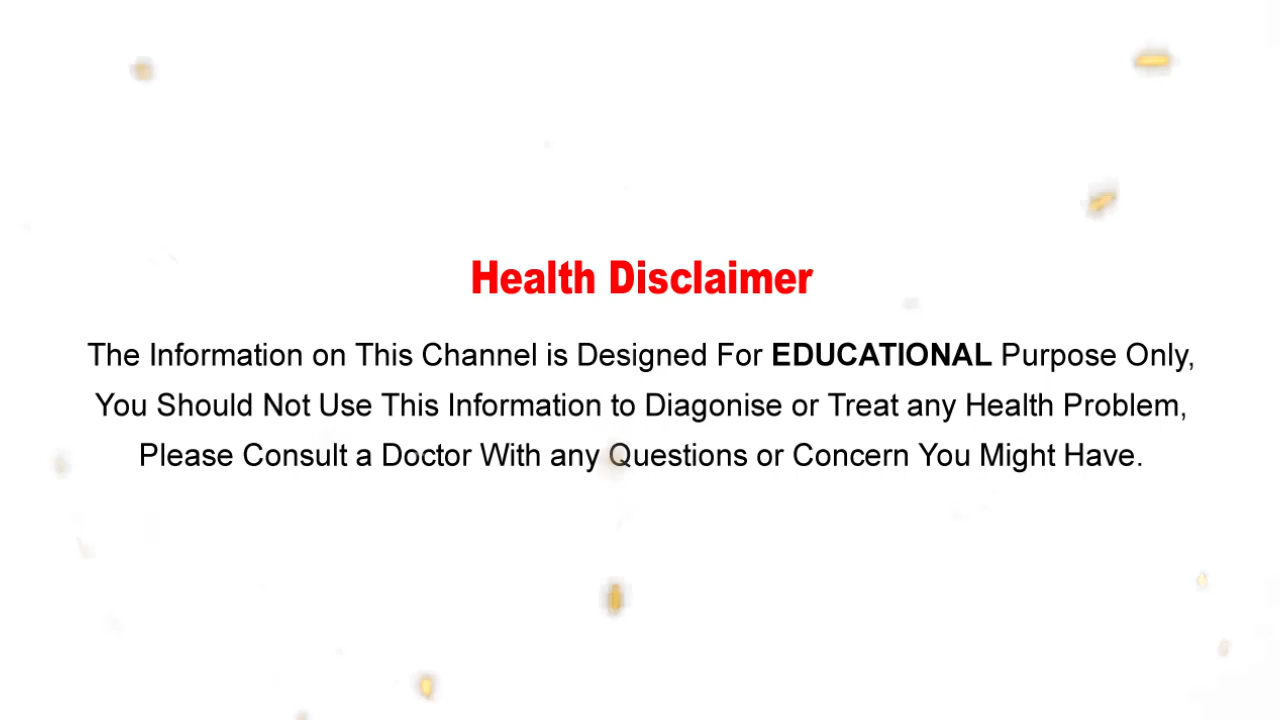 Health Disclaimer
The Information on This Channel is Designed For EDUCATIONAL Purpose Only,
You Should Not Use This Information to Diagonise or Treat any Health Problem,
Please Consult a Doctor With any Questions or Concern You Might Have.